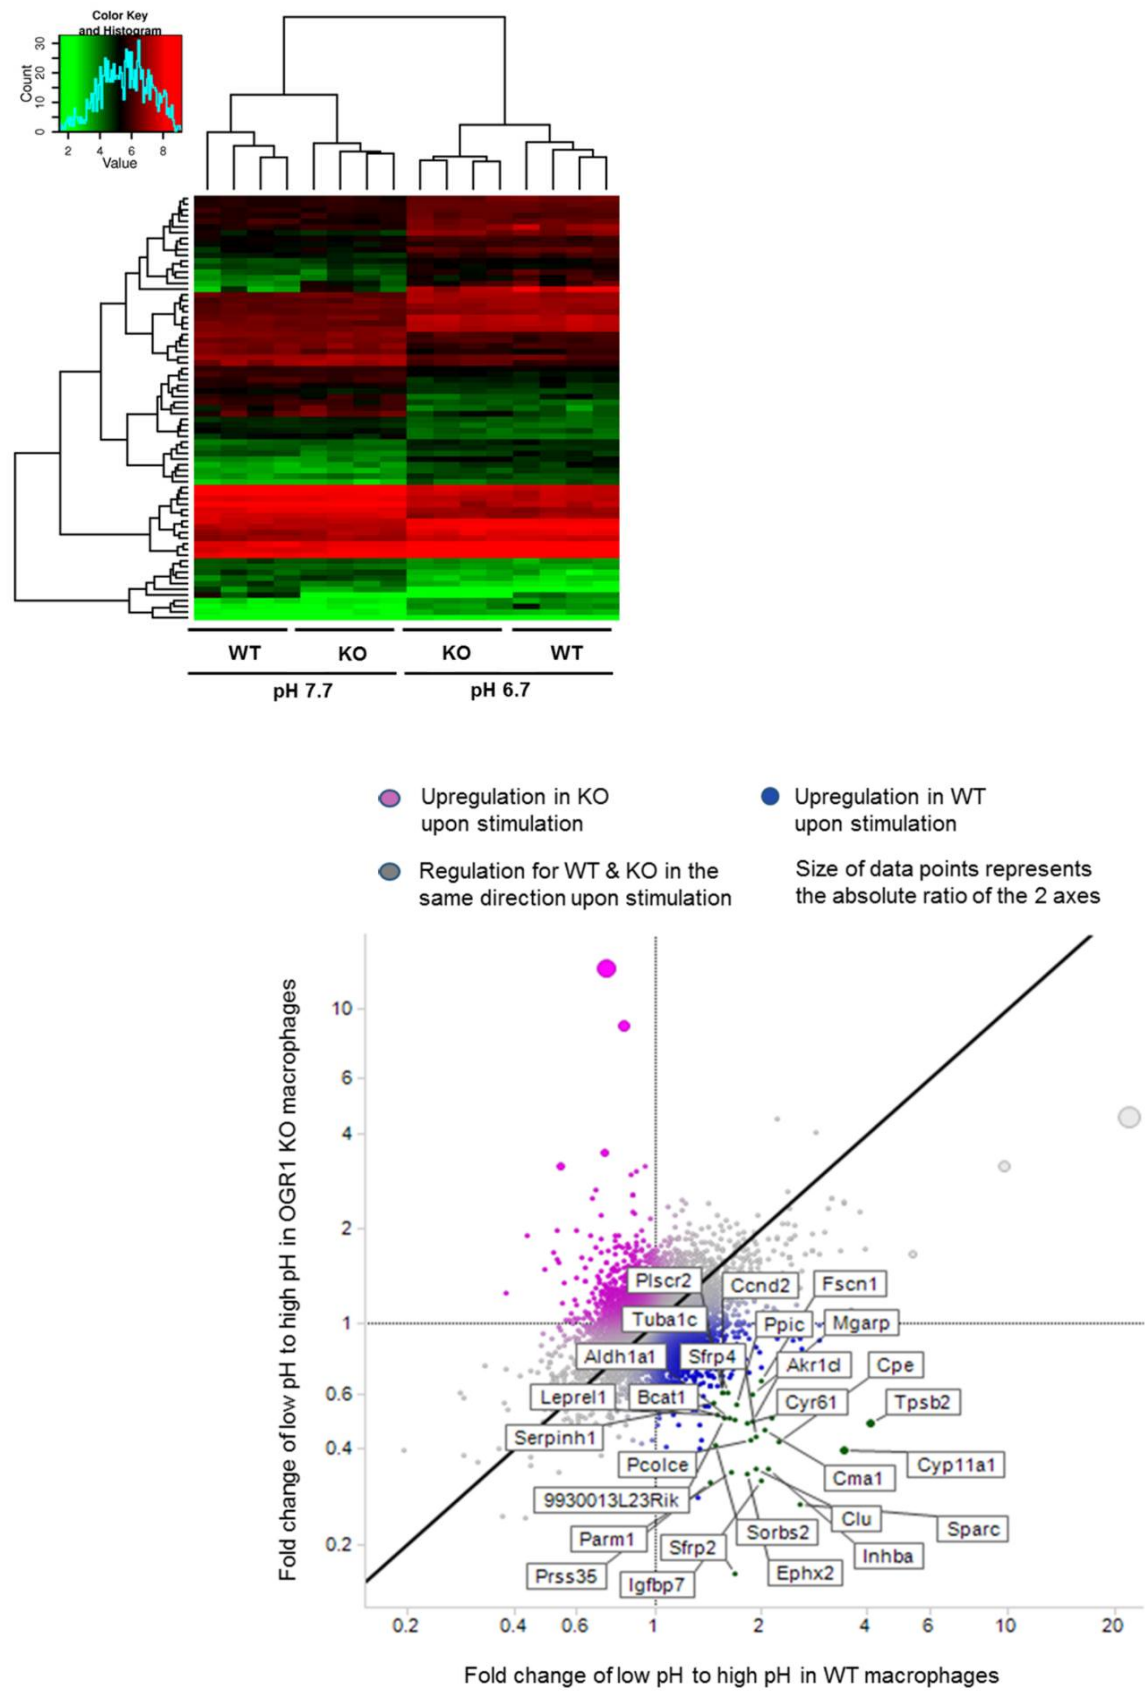 Color Key
and Histogram
Count
0 10 20 30
2 4 6 8
Value
WT KO KO WT
pH 7.7 pH 6.7
Upregulation in KO
upon stimulation
Upregulation in WT
upon stimulation
Regulation for WT & KO in the
same direction upon stimulation
Size of data points represents
the absolute ratio of the 2 axes
Fold change of low pH to high pH in OGR1 KO macrophages
10
6
4
2
1
0.6
0.4
0.2
Plscr2
Ccnd2
Fscn1
Tuba1c
Ppic
Mgarp
Aldh1a1
Sfrp4
Akr1cl
Cpe
Leprel1
Bcat1
Cyr61
Tpsb2
Serpinh1
Pcolce
Cma1
Cyp11a1
9930013L23Rik
Clu
Parm1
Sfrp2
Sorbs2
Sparc
Inhba
Prss35
Igfbp7
Ephx2
0.2 0.4 0.6 1 2 4 6 10 20
Fold change of low pH to high pH in WT macrophages